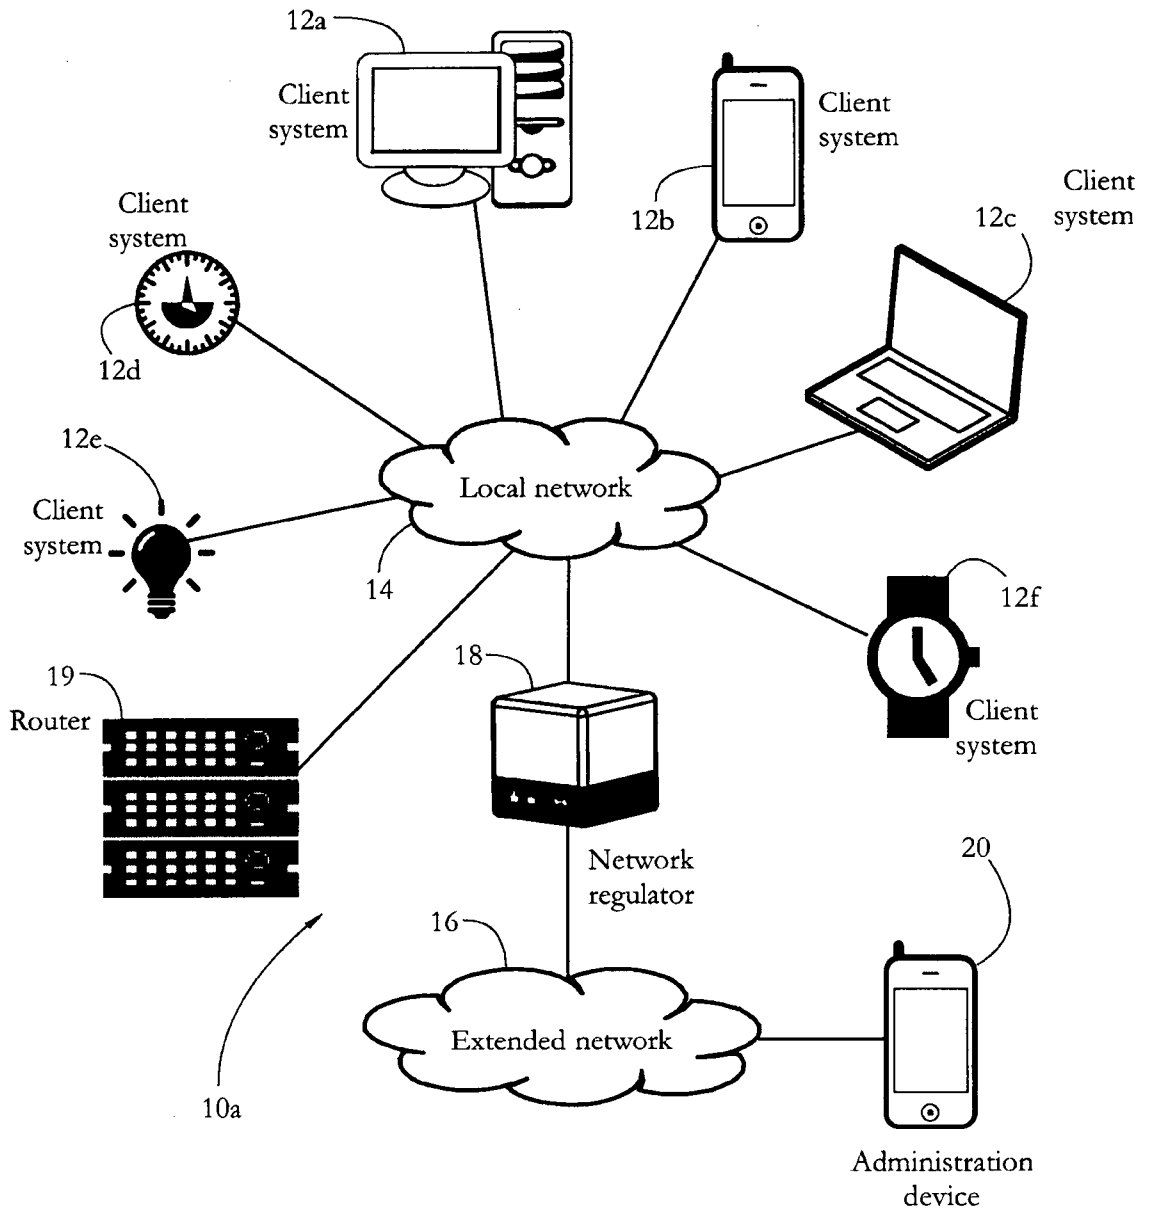 12a
Client
system
Client
system
12b
Client
system
12c
Client
system
12d
12e
Client
system
Local network
14
12f
Client
system
18
19
Router
Network
regulator
20
16
Extended network
10a
Administration
device